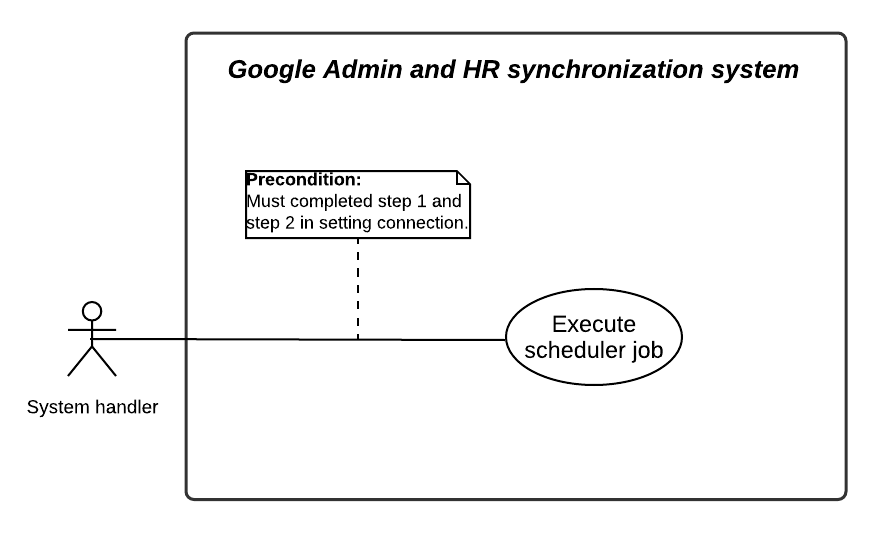 Google Admin and HR synchronization system
Precondition:
Must completed step 1 and
step 2 in setting connection.
Execute
scheduler job
System handler